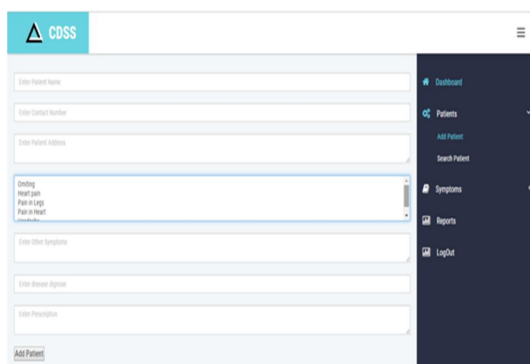 CDSS
Enter Patient Name
Enter Contact Number
Enter Patient Address
Omiting
Heart pain
Pain in Legs
Pain in Heart
Enter Other Symptoms
Enter disease dignose
Enter Prescription
Add Patient
Dashboard
Patients
Add Patient
Search Patient
Symptoms
Reports
LogOut